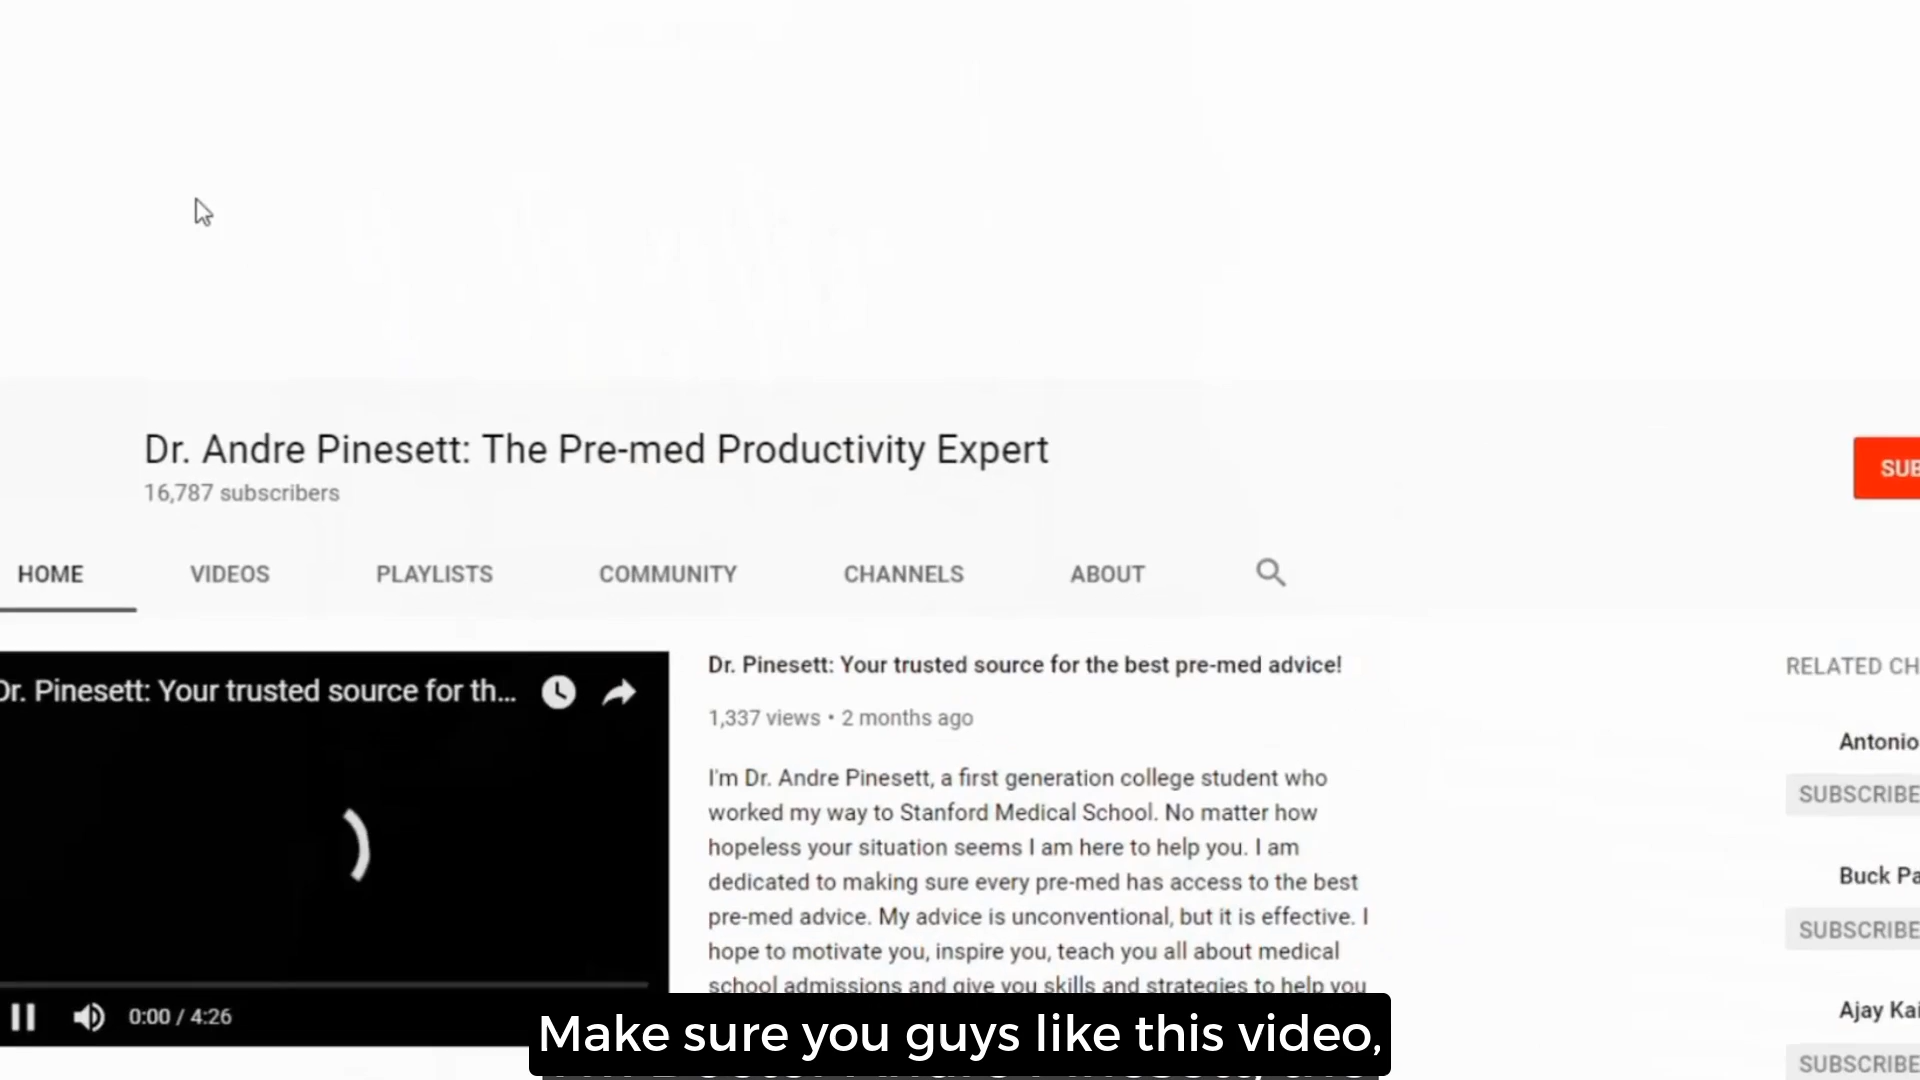 Dr. Andre Pinesett: The Pre-med Productivity Expert
16,787 subscribers
SUB
HOME VIDEOS PLAYLISTS COMMUNITY CHANNELS ABOUT
Dr. Pinesett: Your trusted source for th...
0:00 / 4:26
Dr. Pinesett: Your trusted source for the best pre-med advice!
1,337 views • 2 months ago
I'm Dr. Andre Pinesett, a first generation college student who
worked my way to Stanford Medical School. No matter how
hopeless your situation seems I am here to help you. I am
dedicated to making sure every pre-med has access to the best
pre-med advice. My advice is unconventional, but it is effective. I
hope to motivate you, inspire you, teach you all about medical
school admissions and give you skills and strategies to help you
RELATED CH
Antonio
SUBSCRIBE
Buck Pa
SUBSCRIBE
Ajay Kai
SUBSCRIBE
Make sure you guys like this video,